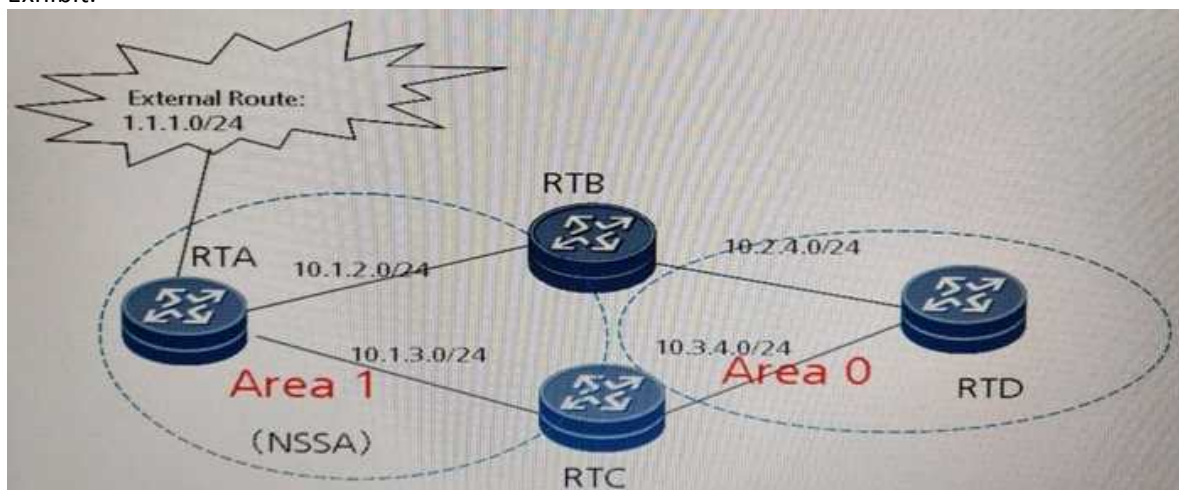 External Route:
1.1.1.0/24
RTB
RTA
10.1.2.0/24
10.2.4.0/24
10.1.3.0/24
10.3.4.0/24
Area 1
Area 0
RTD
(NSSA)
RTC